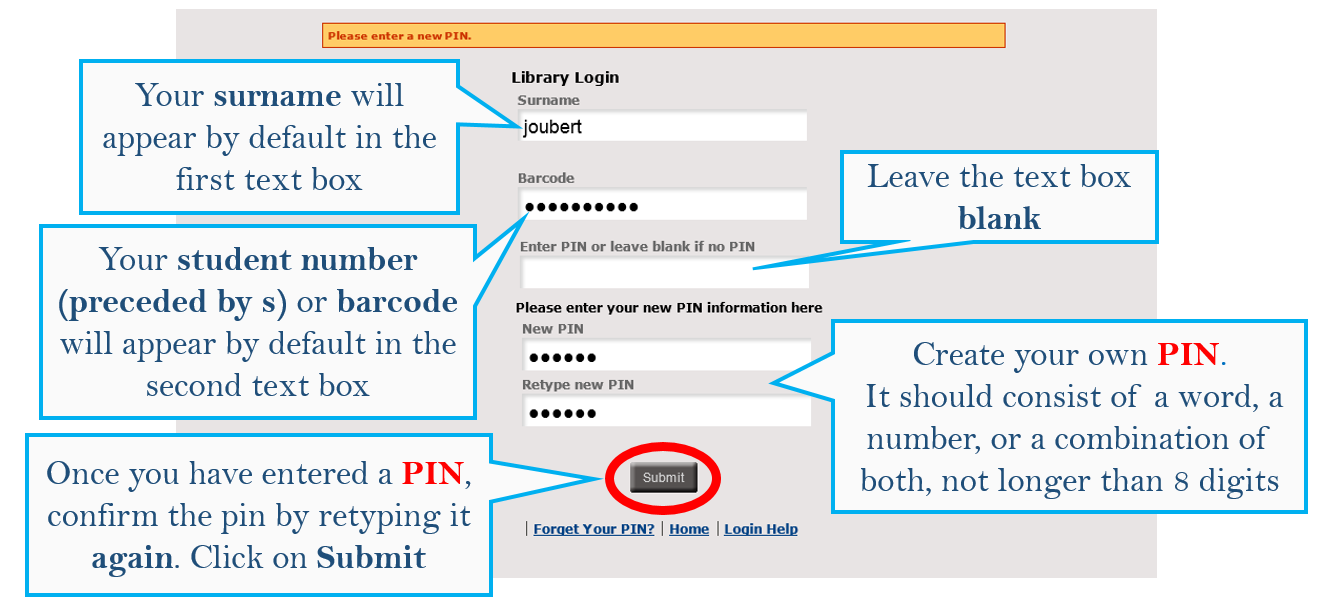 Please enter a new PIN.
Library Login
Surname
joubert
Your surname will
appear by default in the
first text box
Barcode
Your student number
(preceded by s) or barcode
will appear by default in the
second text box
Enter PIN or leave blank if no PIN
Leave the text box
blank
Please enter your new PIN information here
New PIN
Retype new PIN
Create your own PIN.
It should consist of a word, a
number, or a combination of
both, not longer than 8 digits
Once you have entered a PIN,
confirm the pin by retyping it
again. Click on Submit
Submit
| Forget Your PIN? | Home | Login Help